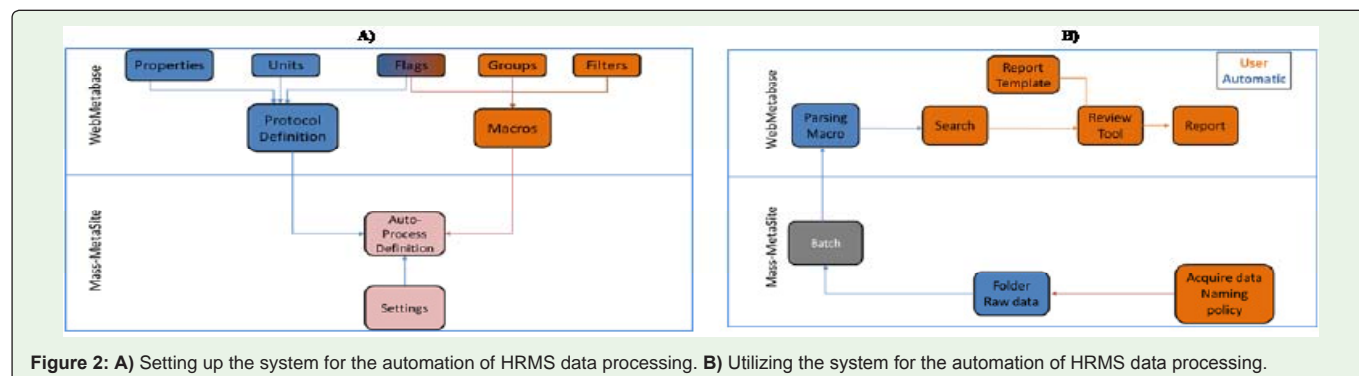 A)
WebMetabase
Properties
Units
Flags
Groups
Filters
Protocol
Definition
Macros
Mass-MetaSite
Auto-
Process
Definition
Settings
B)
WebMetabase
User
Automatic
Report
Template
Parsing
Macro
Search
Review
Tool
Report
Mass-MetaSite
Batch
Folder
Raw data
Acquire data
Naming
policy
Figure 2: A) Setting up the system for the automation of HRMS data processing. B) Utilizing the system for the automation of HRMS data processing.